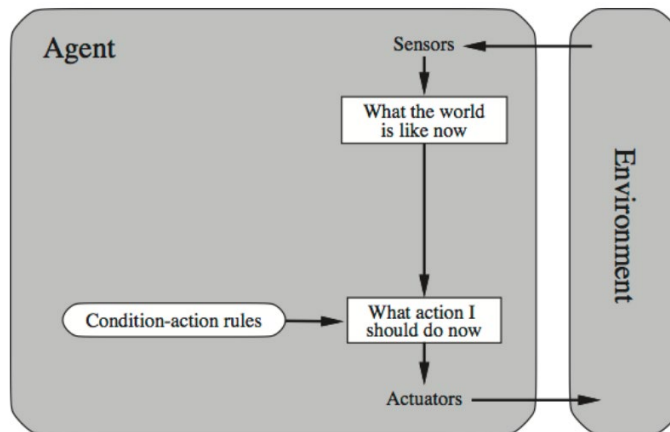 Agent
Sensors
What the world
is like now
Environment
Condition-action rules
What action I
should do now
Actuators